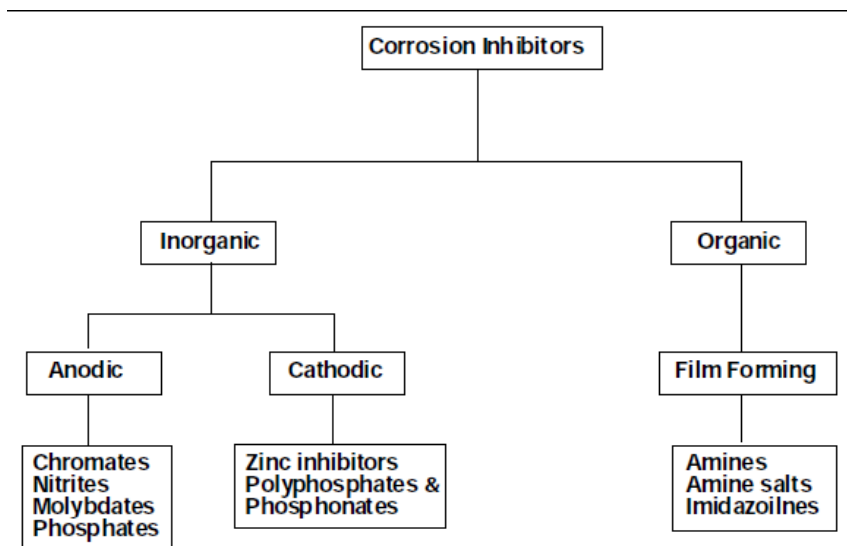 Corrosion Inhibitors
Inorganic
Organic
Anodic
Cathodic
Film Forming
Chromates
Nitrites
Molybdates
Phosphates
Zinc inhibitors
Polyphosphates &
Phosphonates
Amines
Amine salts
Imidazoilnes